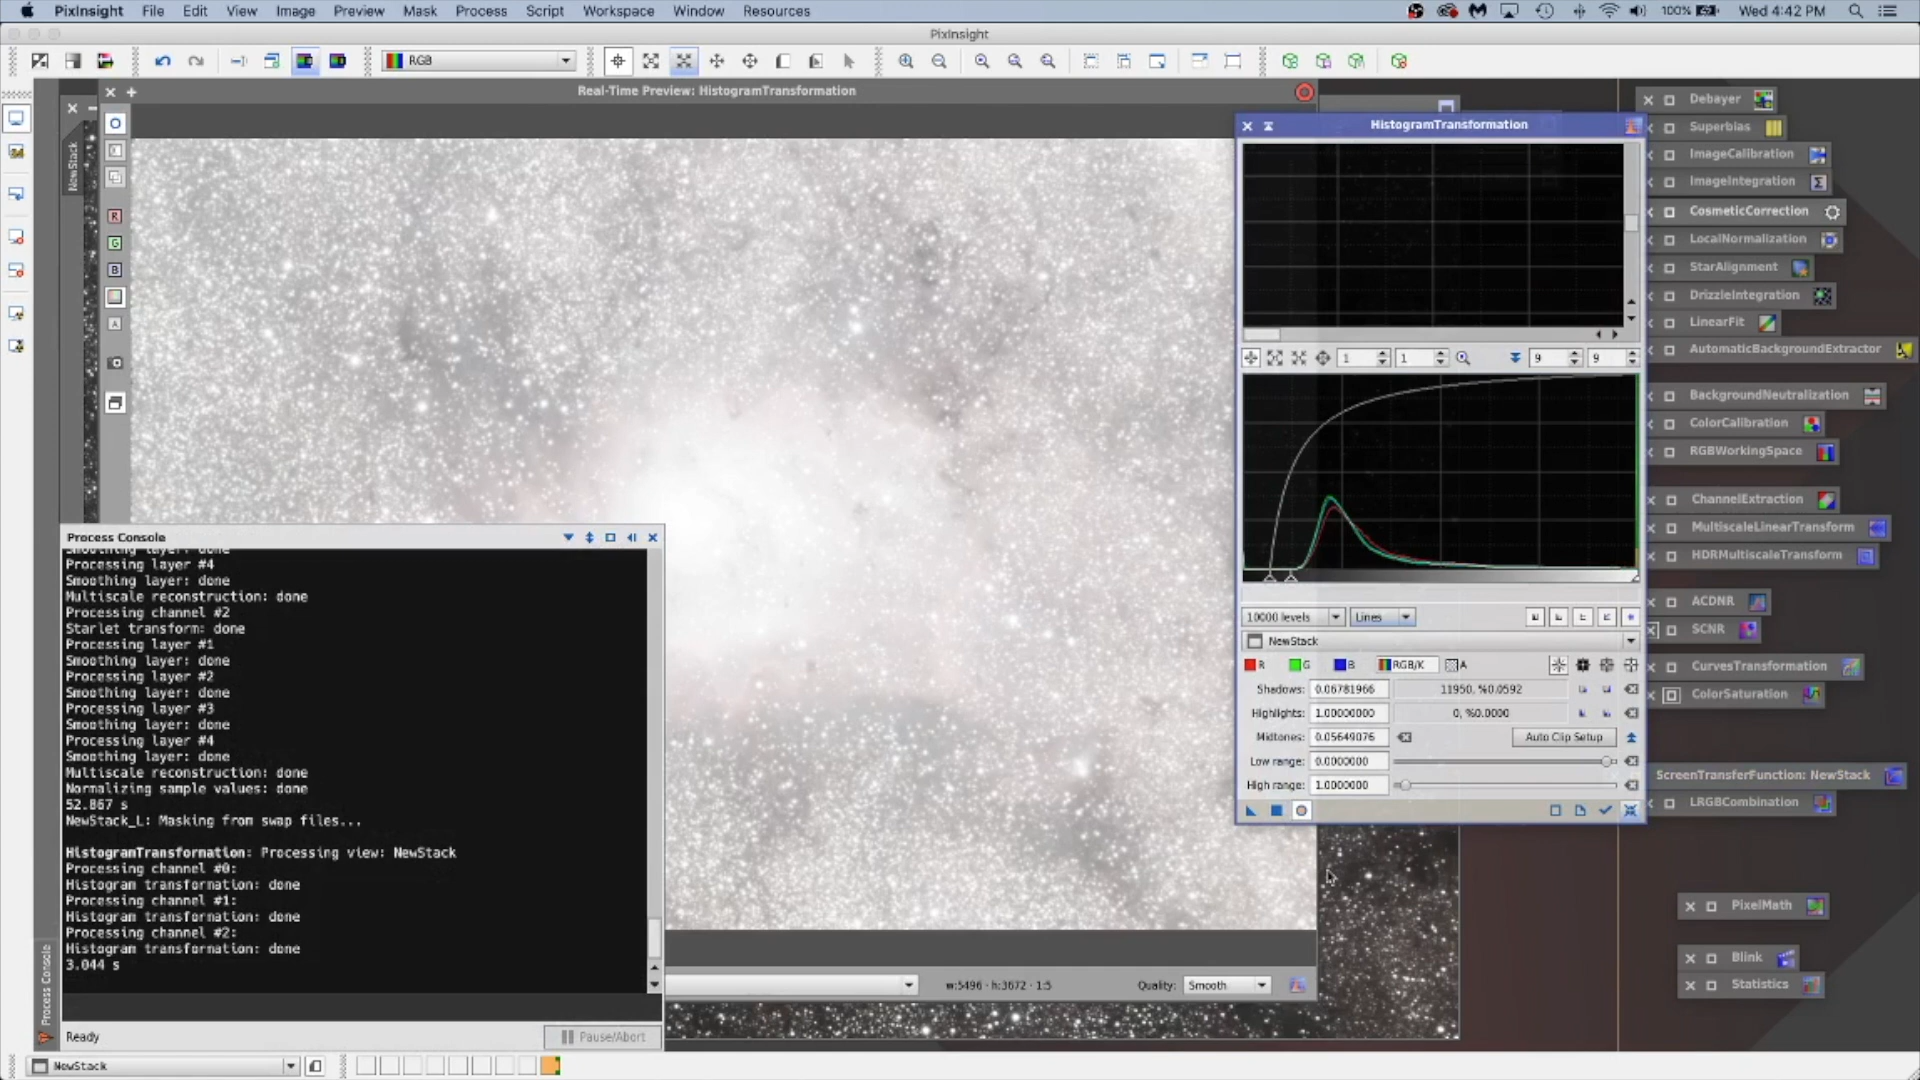 PixInsight File Edit View Image Preview Mask Process Script Workspace Window Resources 100% Wed 4:42 PM
PixInsight
RGB
Real-Time Preview: HistogramTransformation
NewStack
R
G
B
A
HistogramTransformation
1 1 9 9
10000 levels Lines
NewStack
R G B RGB/K A
Shadows: 0.06781966 11950, %0.0592
Highlights: 1.00000000 0, %0.0000
Midtones: 0.05649076 Auto Clip Setup
Low range: 0.0000000
High range: 1.0000000
Debayer
Superbias
ImageCalibration
ImageIntegration
CosmeticCorrection
LocalNormalization
StarAlignment
DrizzleIntegration
LinearFit
AutomaticBackgroundExtractor
BackgroundNeutralization
ColorCalibration
RGBWorkingSpace
ChannelExtraction
MultiscaleLinearTransform
HDRMultiscaleTransform
ACDNR
SCNR
CurvesTransformation
ColorSaturation
ScreenTransferFunction: NewStack
LRGBCombination
PixelMath
Blink
Statistics
Process Console
Smoothing layer: done
Processing layer #4
Smoothing layer: done
Multiscale reconstruction: done
Processing channel #2
Starlet transform: done
Processing layer #1
Smoothing layer: done
Processing layer #2
Smoothing layer: done
Processing layer #3
Smoothing layer: done
Processing layer #4
Smoothing layer: done
Multiscale reconstruction: done
Normalizing sample values: done
52.867 s
NewStack_L: Masking from swap files...
HistogramTransformation: Processing view: NewStack
Processing channel #0:
Histogram transformation: done
Processing channel #1:
Histogram transformation: done
Processing channel #2:
Histogram transformation: done
3.044 s
Process Console
Ready Pause/Abort
w:5496 · h:3672 · 1:5 Quality: Smooth
NewStack